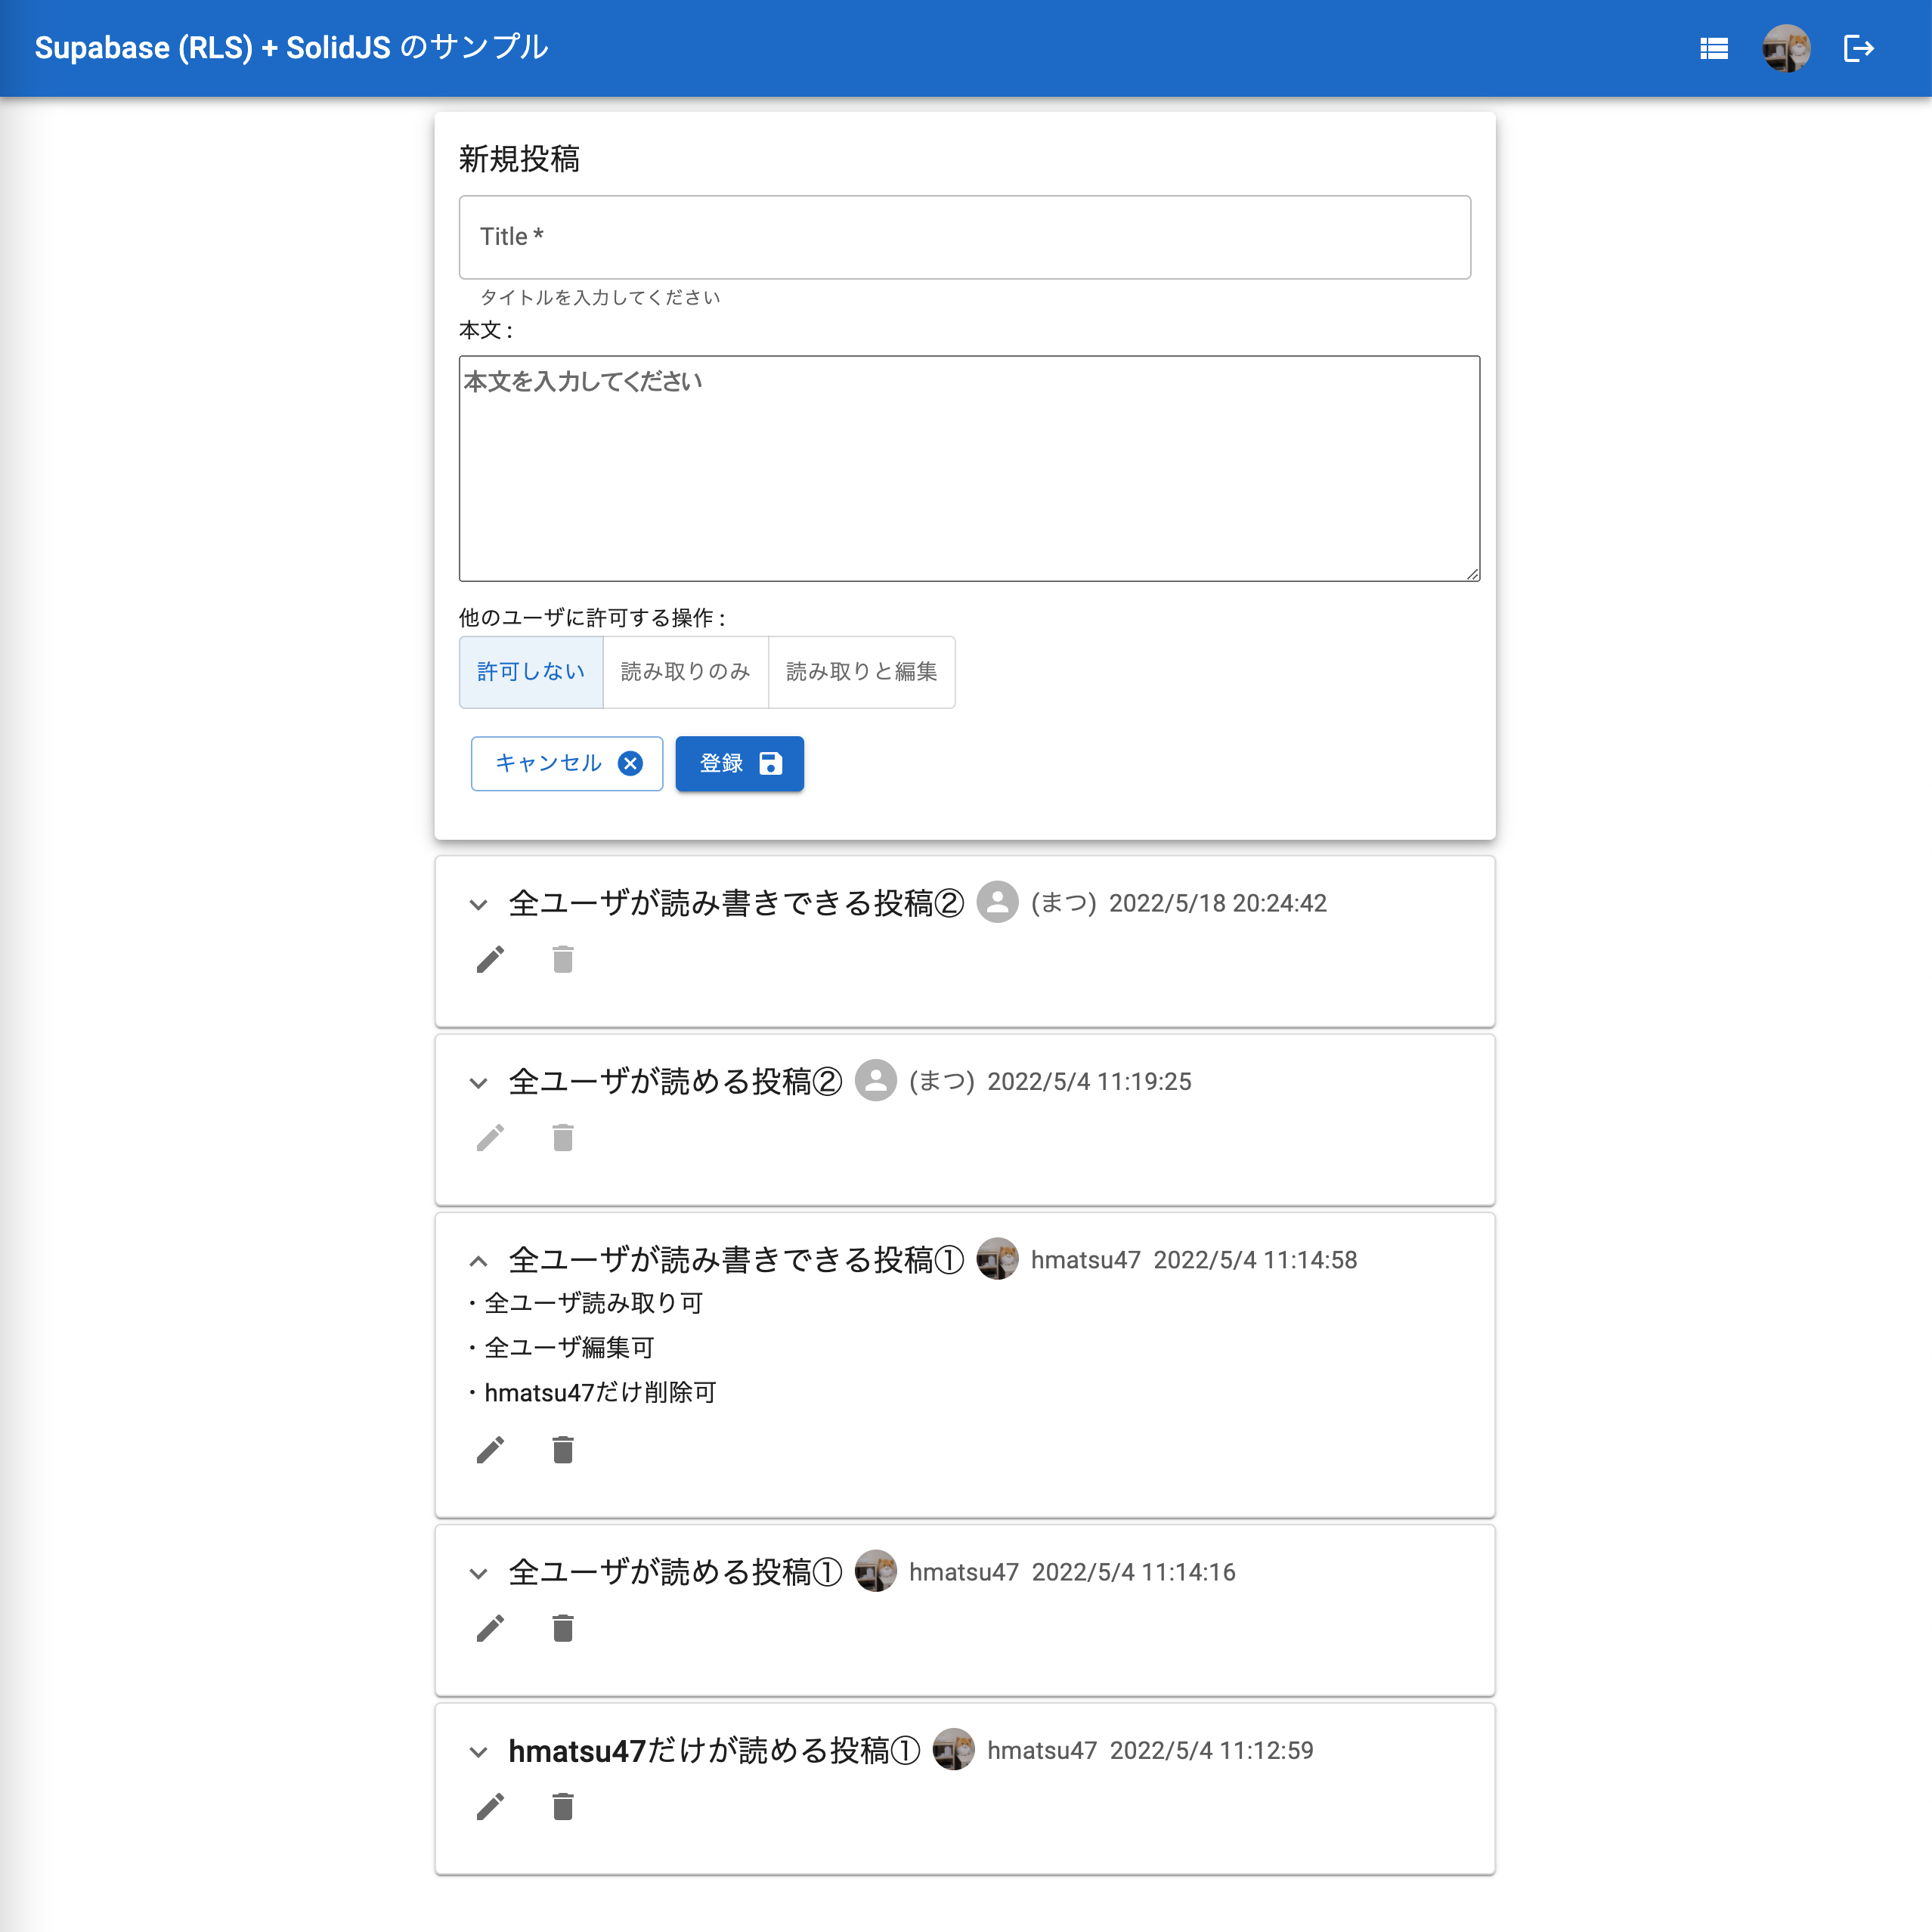 Supabase (RLS) + SolidJS のサンプル
新規投稿
Title *
タイトルを入力してください
本文 :
本文を入力してください
他のユーザに許可する操作 :
許可しない 読み取りのみ 読み取りと編集
キャンセル 登録
全ユーザが読み書きできる投稿② (まつ) 2022/5/18 20:24:42
全ユーザが読める投稿② (まつ) 2022/5/4 11:19:25
全ユーザが読み書きできる投稿① hmatsu47 2022/5/4 11:14:58
・全ユーザ読み取り可
・全ユーザ編集可
・hmatsu47だけ削除可
全ユーザが読める投稿① hmatsu47 2022/5/4 11:14:16
hmatsu47だけが読める投稿① hmatsu47 2022/5/4 11:12:59